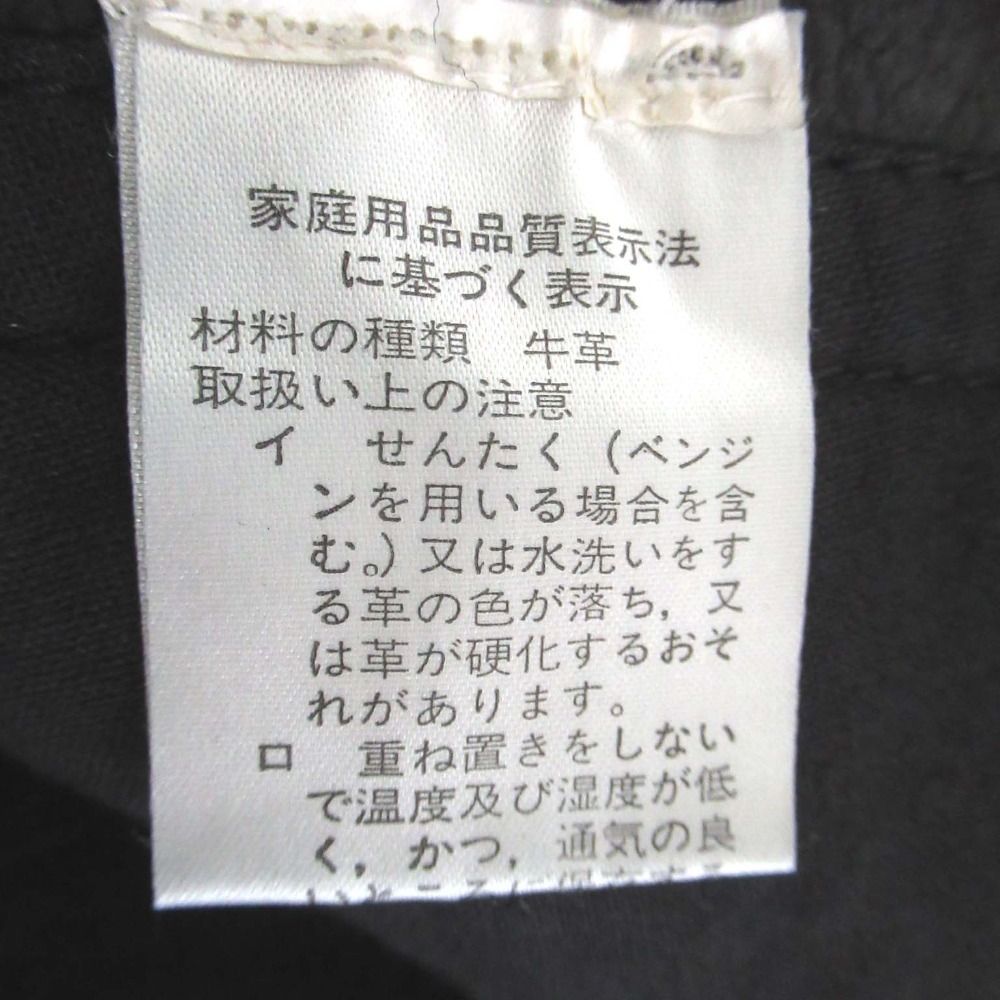 家庭用品品質表示法
に基づく表示
材料の種類　牛革
取扱い上の注意
イ　せんたく（ベンジ
ンを用いる場合を含
む。）又は水洗いをす
る革の色が落ち，又
は革が硬化するおそ
れがあります。
ロ　重ね置きをしない
で温度及び湿度が低
く，かつ，通気の良